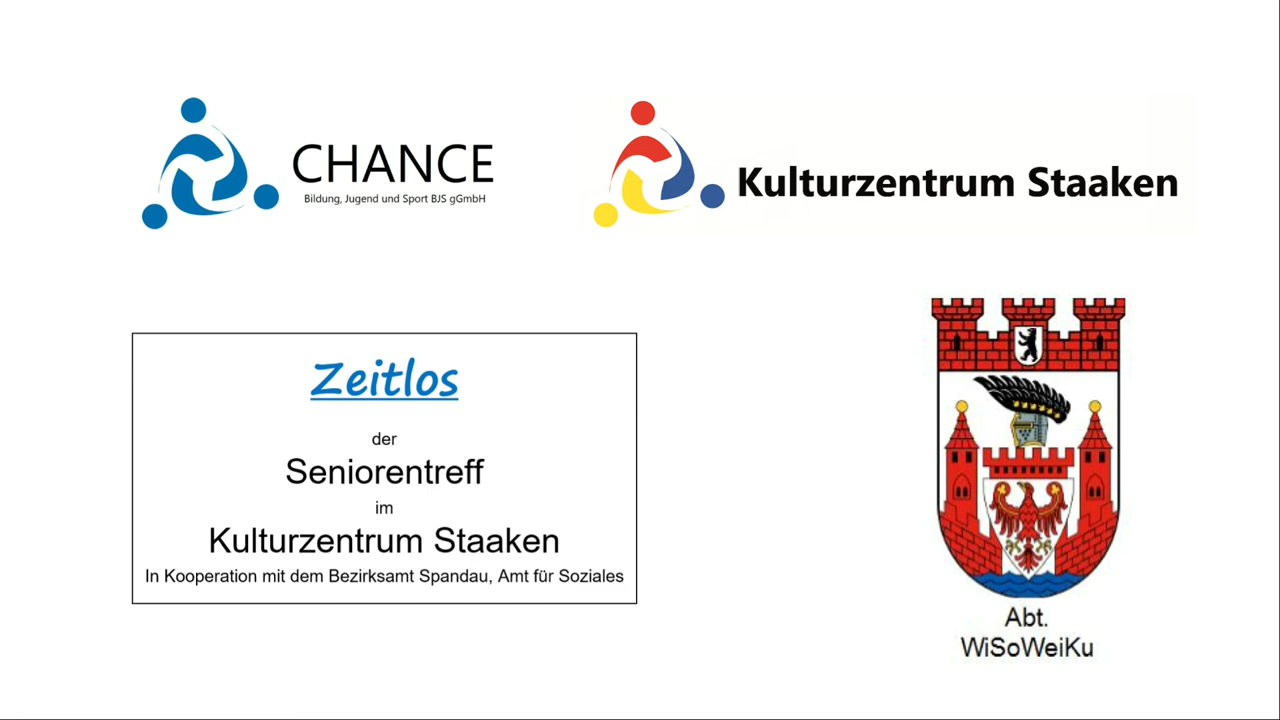 CHANCE
Bildung, Jugend und Sport BJS gGmbH
Kulturzentrum Staaken
Zeitlos
der
Seniorentreff
im
Kulturzentrum Staaken
In Kooperation mit dem Bezirksamt Spandau, Amt für Soziales
Abt.
WiSoWeiKu